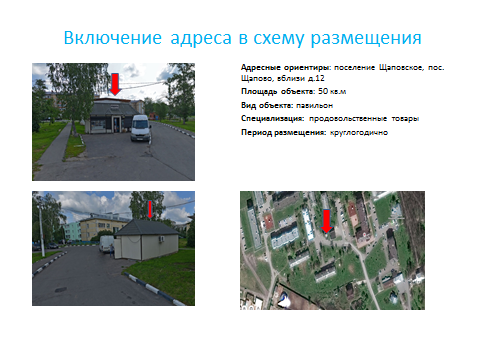 Включение адреса в схему размещения
Адресные ориентиры: поселение Щаповское, пос.
Щапово, вблизи д.12
Площадь объекта: 50 кв.м
Вид объекта: павильон
Специализация: продовольственные товары
Период размещения: круглогодично